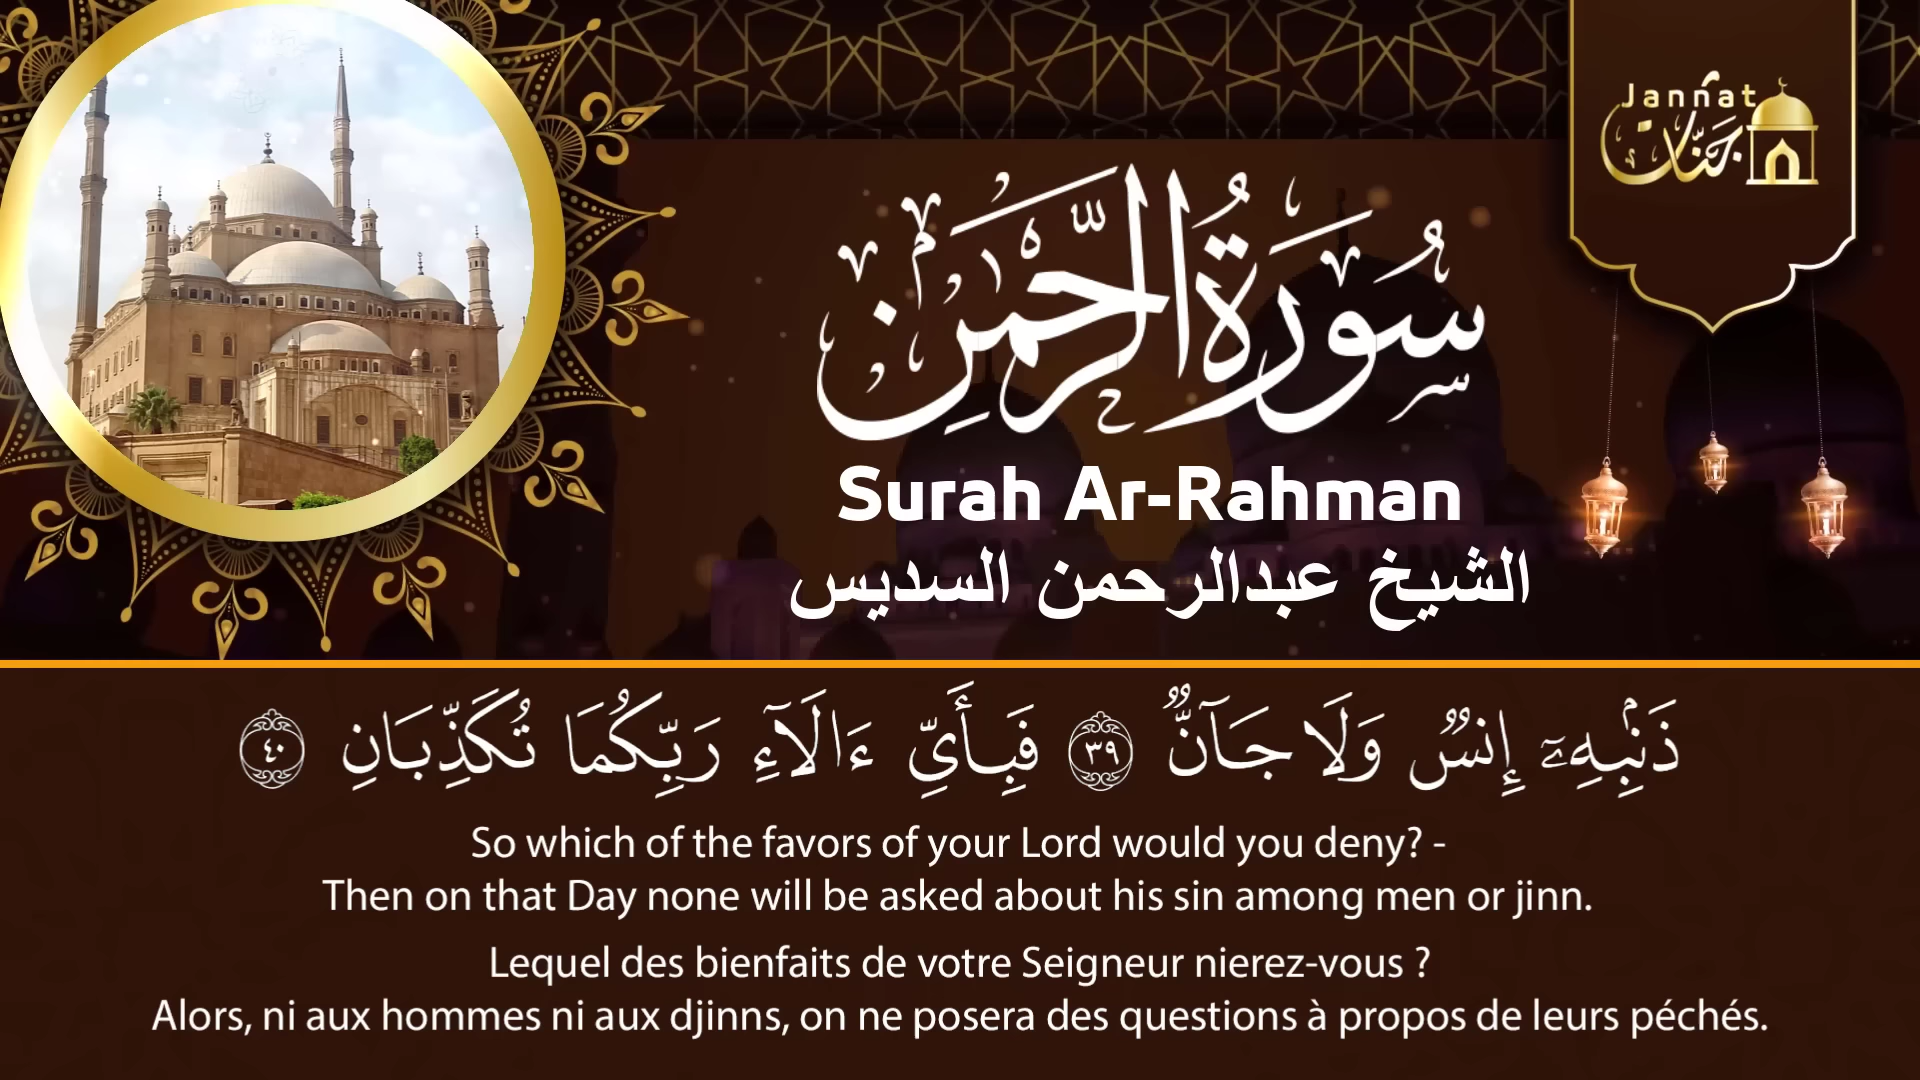 Jannat
جنات
سُورَةُ الرَّحْمَٰنِ
Surah Ar-Rahman
الشيخ عبدالرحمن السديس
ذَنۢبِهِۦٓ إِنسٌ وَلَا جَآنٌّ ٣٩ فَبِأَيِّ ءَالَآءِ رَبِّكُمَا تُكَذِّبَانِ ٤٠
So which of the favors of your Lord would you deny? -
Then on that Day none will be asked about his sin among men or jinn.
Lequel des bienfaits de votre Seigneur nierez-vous ?
Alors, ni aux hommes ni aux djinns, on ne posera des questions à propos de leurs péchés.